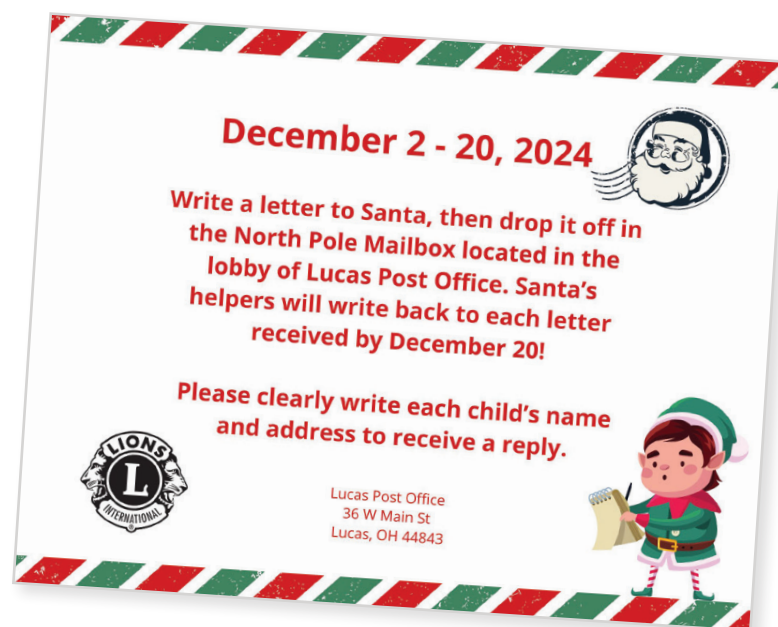 December 2 - 20, 2024
Write a letter to Santa, then drop it off in
the North Pole Mailbox located in the
lobby of Lucas Post Office. Santa's
helpers will write back to each letter
received by December 20!
Please clearly write each child's name
and address to receive a reply.
LIONS
L
INTERNATIONAL
Lucas Post Office
36 W Main St
Lucas, OH 44843